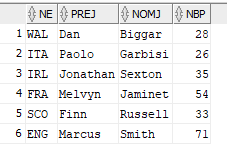 NE PREJ NOMJ NBP
1 WAL Dan Biggar 28
2 ITA Paolo Garbisi 26
3 IRL Jonathan Sexton 35
4 FRA Melvyn Jaminet 54
5 SCO Finn Russell 33
6 ENG Marcus Smith 71